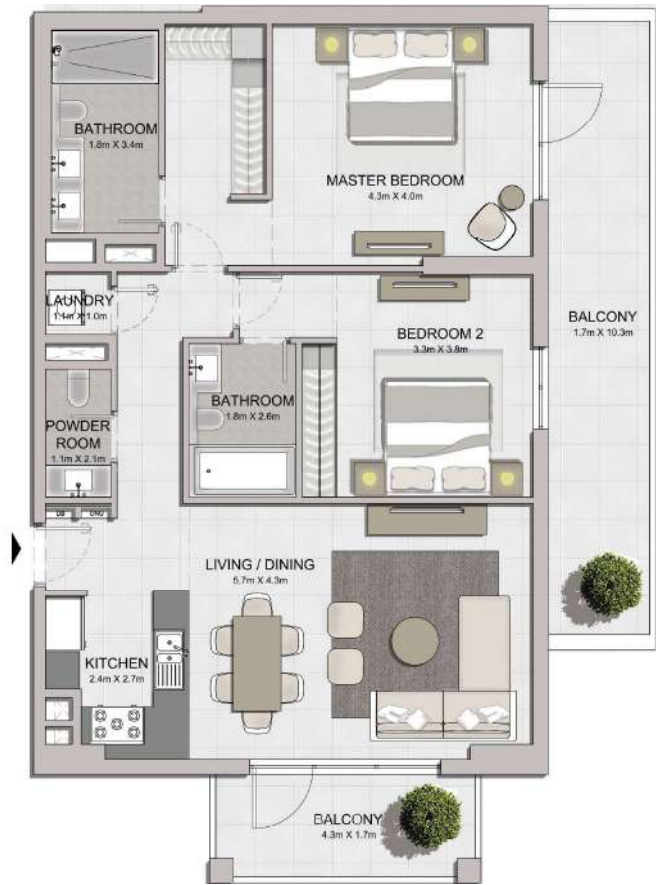 BATHROOM
1.8m X 3.4m
MASTER BEDROOM
4.3m X 4.0m
LAUNDRY
1.1m X 1.0m
BALCONY
1.7m X 10.3m
BEDROOM 2
3.3m X 3.8m
BATHROOM
1.8m X 2.6m
POWDER
ROOM
1.1m X 2.1m
DB
LIVING / DINING
5.7m X 4.3m
KITCHEN
2.4m X 2.7m
BALCONY
4.3m X 1.7m